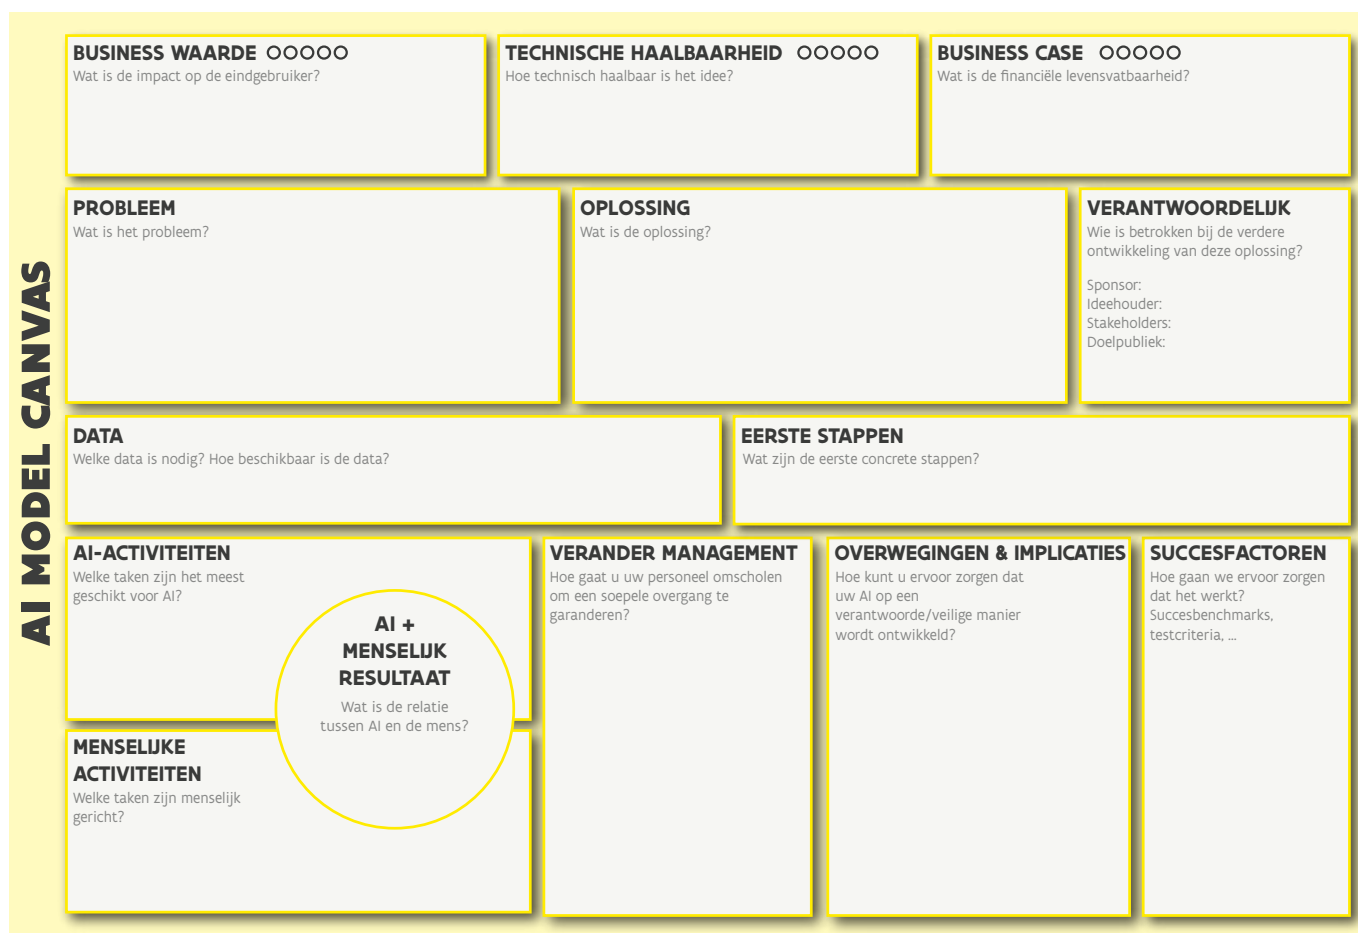 AI MODEL CANVAS
BUSINESS WAARDE
Wat is de impact op de eindgebruiker?
TECHNISCHE HAALBAARHEID
Hoe technisch haalbaar is het idee?
BUSINESS CASE
Wat is de financiële levensvatbaarheid?
PROBLEEM
Wat is het probleem?
OPLOSSING
Wat is de oplossing?
VERANTWOORDELIJK
Wie is betrokken bij de verdere
ontwikkeling van deze oplossing?
Sponsor:
Ideehouder:
Stakeholders:
Doelpubliek:
DATA
Welke data is nodig? Hoe beschikbaar is de data?
EERSTE STAPPEN
Wat zijn de eerste concrete stappen?
AI-ACTIVITEITEN
Welke taken zijn het meest
geschikt voor AI?
AI +
MENSELIJK
RESULTAAT
Wat is de relatie
tussen AI en de mens?
MENSELIJKE
ACTIVITEITEN
Welke taken zijn menselijk
gericht?
VERANDER MANAGEMENT
Hoe gaat u uw personeel omscholen
om een soepele overgang te
garanderen?
OVERWEGINGEN & IMPLICATIES
Hoe kunt u ervoor zorgen dat
uw AI op een
verantwoorde/veilige manier
wordt ontwikkeld?
SUCCESFACTOREN
Hoe gaan we ervoor zorgen
dat het werkt?
Succesbenchmarks,
testcriteria, ...